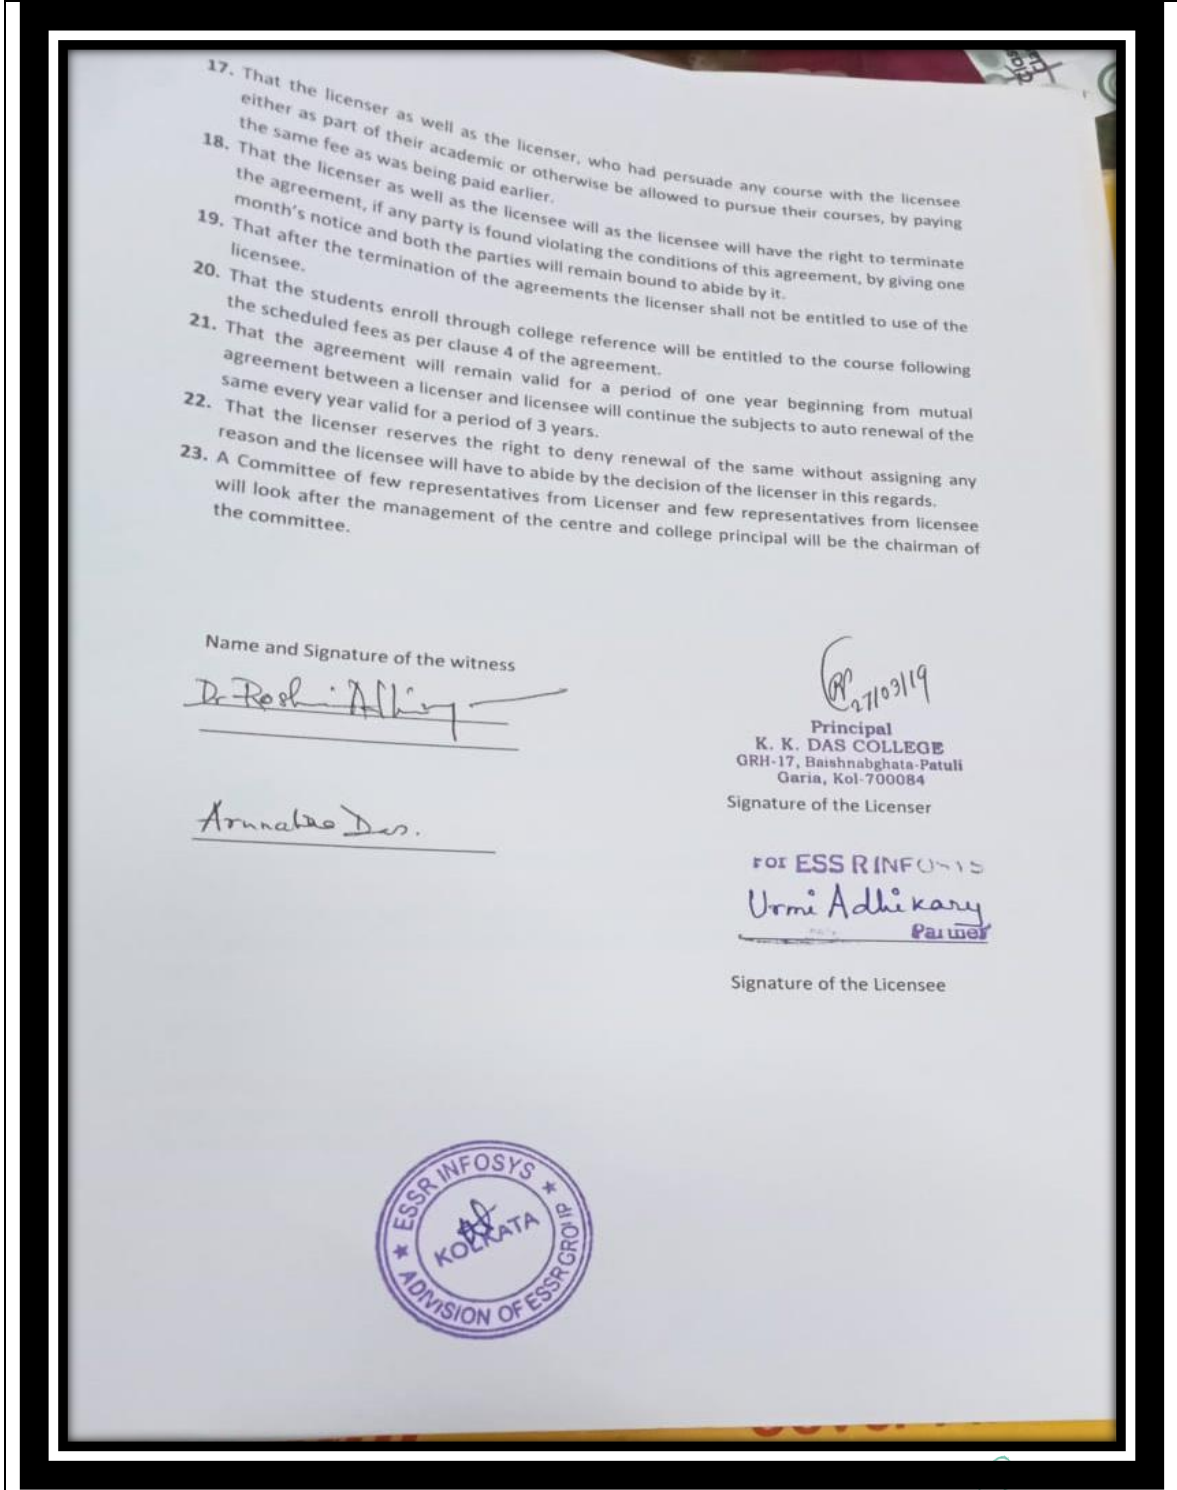 17. That the licenser as well as the licenser, who had persuade any course with the licensee
either as part of their academic or otherwise be allowed to pursue their courses, by paying
the same fee as was being paid earlier.
18. That the licenser as well as the licensee will as the licensee will have the right to terminate
the agreement, if any party is found violating the conditions of this agreement, by giving one
month's notice and both the parties will remain bound to abide by it.
19. That after the termination of the agreements the licenser shall not be entitled to use of the
licensee.
20. That the students enroll through college reference will be entitled to the course following
the scheduled fees as per clause 4 of the agreement.
21. That the agreement will remain valid for a period of one year beginning from mutual
agreement between a licenser and licensee will continue the subjects to auto renewal of the
same every year valid for a period of 3 years.
22. That the licenser reserves the right to deny renewal of the same without assigning any
reason and the licensee will have to abide by the decision of the licenser in this regards.
23. A Committee of few representatives from Licenser and few representatives from licensee
will look after the management of the centre and college principal will be the chairman of
the committee.
Name and Signature of the witness
Dr Roshni
27/03/19
Principal
K. K. DAS COLLEGE
GRH-17, Baishnabghata-Patuli
Garia, Kol-700084
Signature of the Licenser
Das.
For ESSR INFO
Urmi Adhikary
Partner
Signature of the Licensee
★ ESSR INFOSYS ★
KOLKATA
A DIVISION OF ESSR GROUP